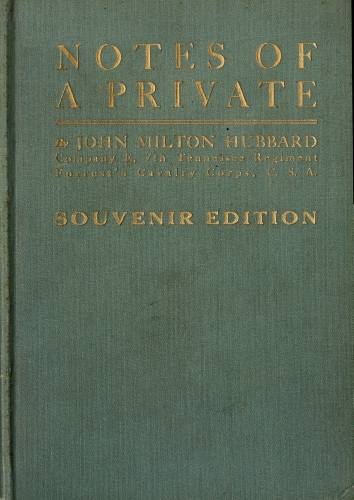 NOTES OF
A PRIVATE
By JOHN MILTON HUBBARD
Company E, 7th Tennessee Regiment
Forrest's Cavalry Corps, C. S. A.
SOUVENIR EDITION